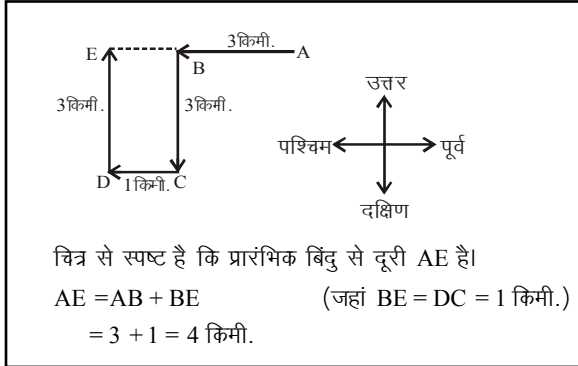 3किमी.
E B A
3किमी. 3किमी.
D 1किमी. C
उत्तर
पश्चिम पूर्व
दक्षिण
चित्र से स्पष्ट है कि प्रारंभिक बिंदु से दूरी AE है।
AE = AB + BE (जहां BE = DC = 1 किमी.)
= 3 + 1 = 4 किमी.